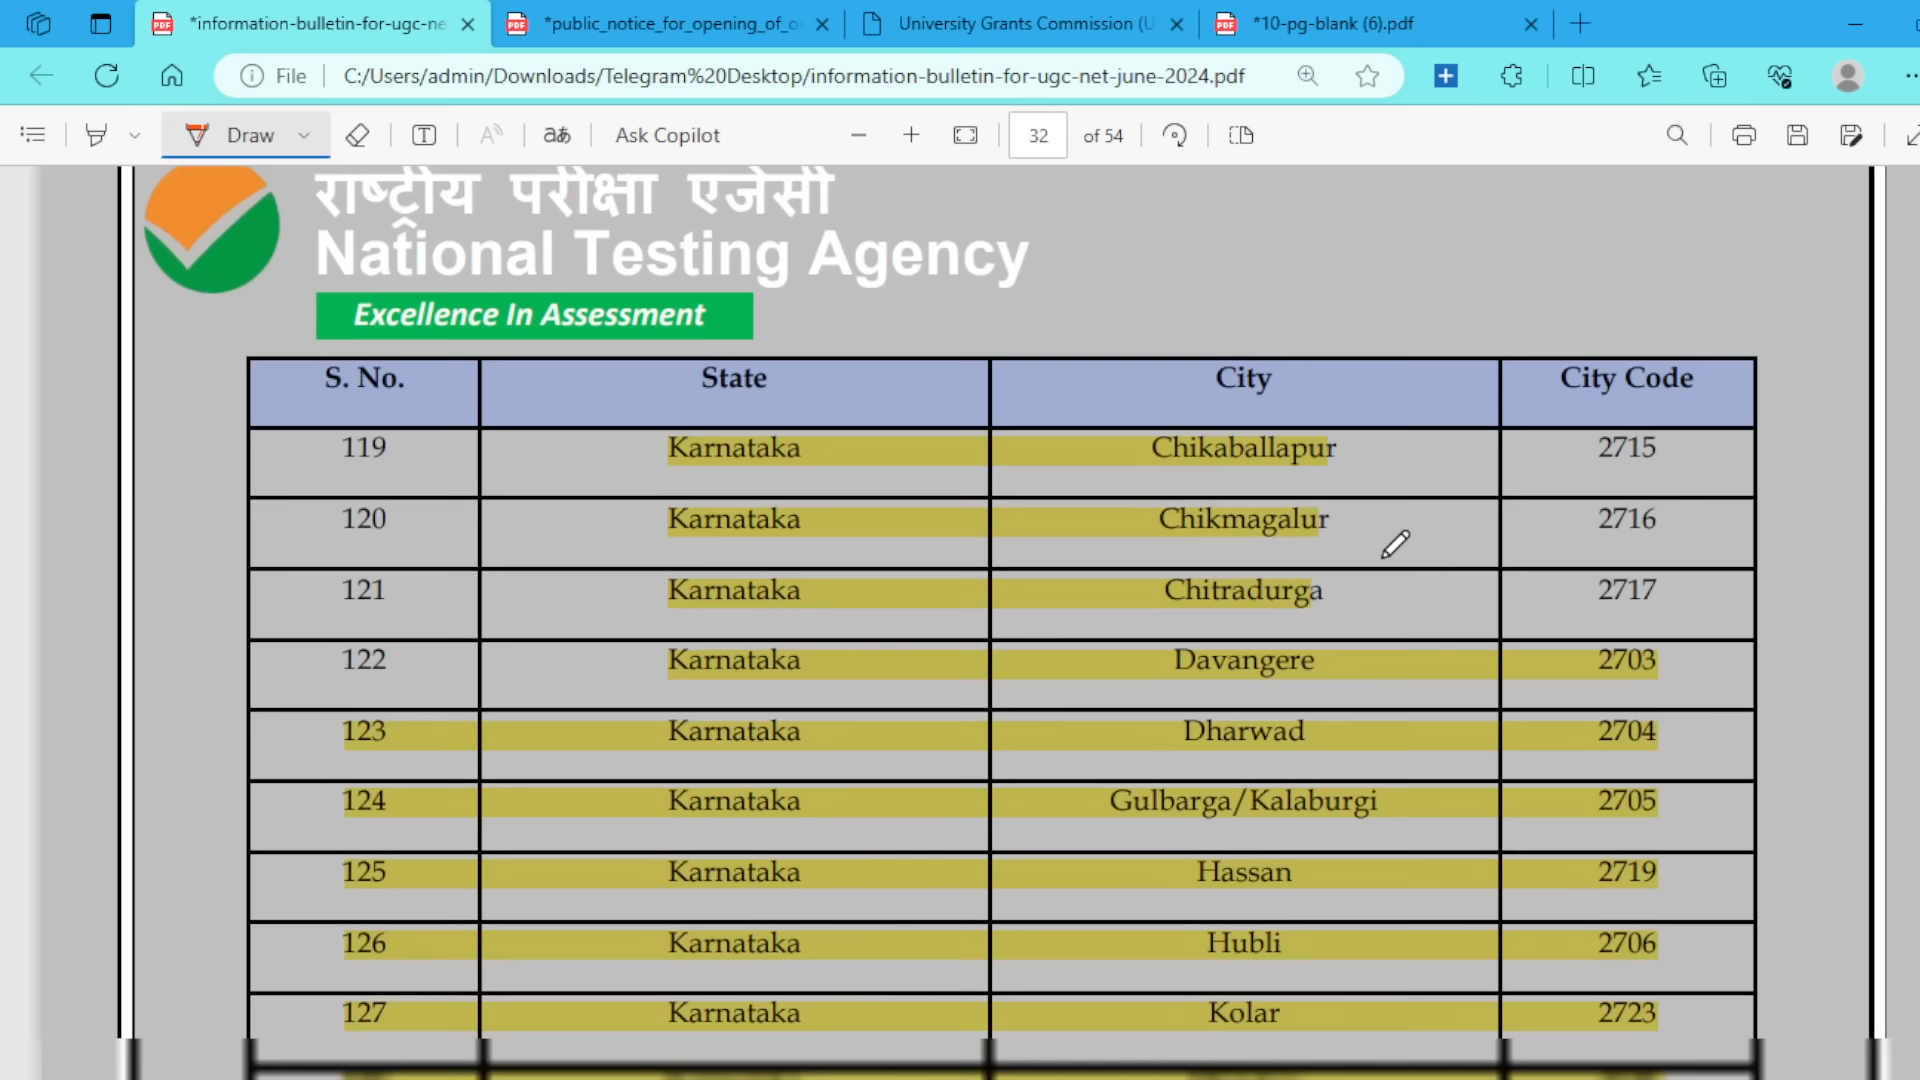 *information-bulletin-for-ugc-ne
*public_notice_for_opening_of_o
University Grants Commission (U
*10-pg-blank (6).pdf
File
C:/Users/admin/Downloads/Telegram%20Desktop/information-bulletin-for-ugc-net-june-2024.pdf
Draw
Ask Copilot
32 of 54
राष्ट्रीय परीक्षा एजेंसी
National Testing Agency
Excellence In Assessment
S. No. State City City Code
119 Karnataka Chikaballapur 2715
120 Karnataka Chikmagalur 2716
121 Karnataka Chitradurga 2717
122 Karnataka Davangere 2703
123 Karnataka Dharwad 2704
124 Karnataka Gulbarga/Kalaburgi 2705
125 Karnataka Hassan 2719
126 Karnataka Hubli 2706
127 Karnataka Kolar 2723